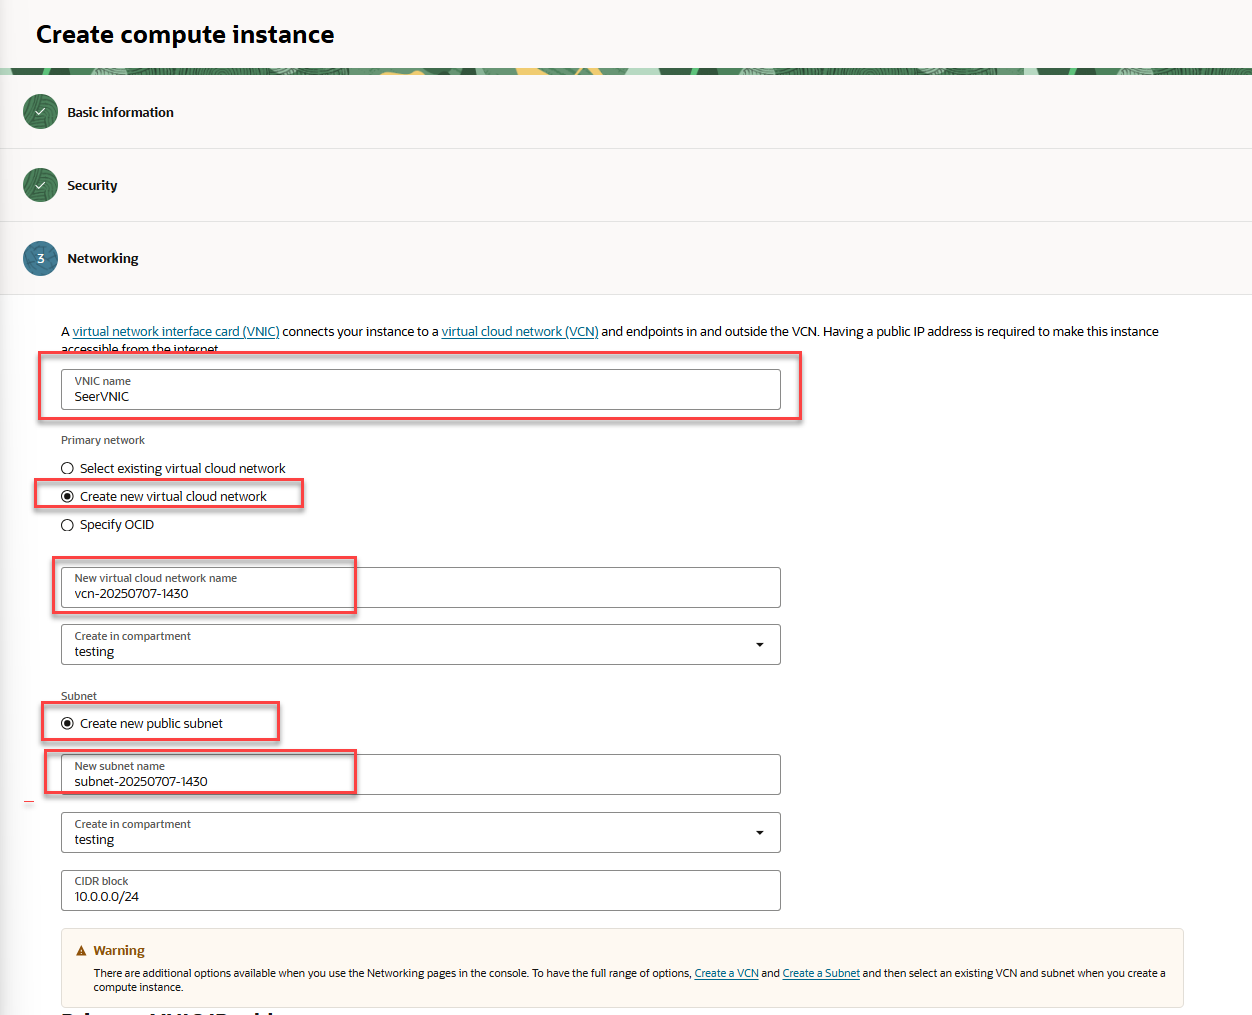 Create compute instance
Basic information
Security
3 Networking
A virtual network interface card (VNIC) connects your instance to a virtual cloud network (VCN) and endpoints in and outside the VCN. Having a public IP address is required to make this instance
accessible from the internet.
VNIC name
SeerVNIC
Primary network
Select existing virtual cloud network
Create new virtual cloud network
Specify OCID
New virtual cloud network name
vcn-20250707-1430
Create in compartment
testing
Subnet
Create new public subnet
New subnet name
subnet-20250707-1430
Create in compartment
testing
CIDR block
10.0.0.0/24
Warning
There are additional options available when you use the Networking pages in the console. To have the full range of options, Create a VCN and Create a Subnet and then select an existing VCN and subnet when you create a
compute instance.